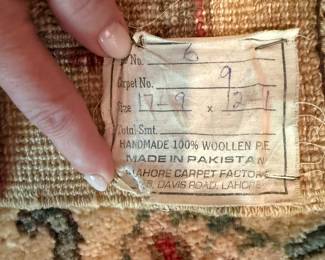 No. 6
Carpet No. 9
Size 17-9 x 12-1
Total Smt.
HANDMADE 100% WOOLLEN P.E.
MADE IN PAKISTAN
LAHORE CARPET FACTORY
DAVIS ROAD, LAHORE